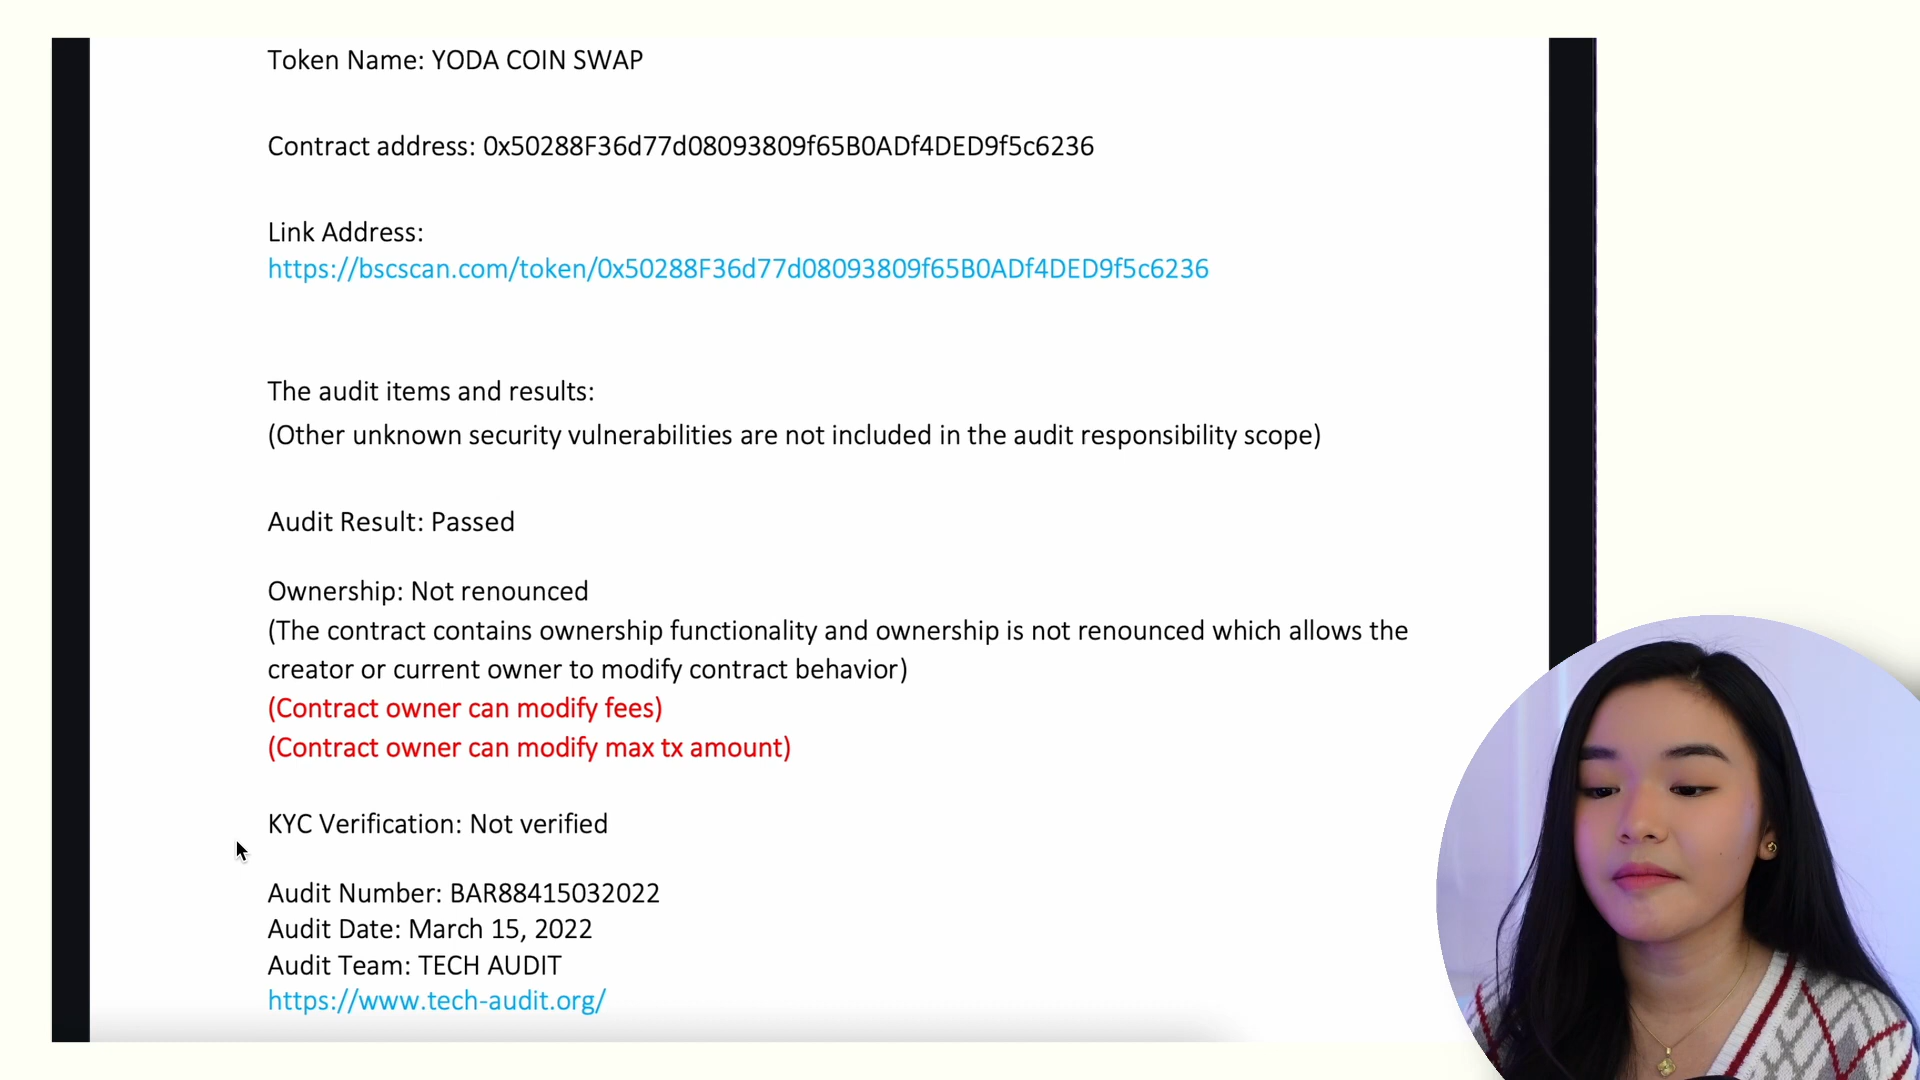 Token Name: YODA COIN SWAP
Contract address: 0x50288F36d77d08093809f65B0ADf4DED9f5c6236
Link Address:
https://bscscan.com/token/0x50288F36d77d08093809f65B0ADf4DED9f5c6236
The audit items and results:
(Other unknown security vulnerabilities are not included in the audit responsibility scope)
Audit Result: Passed
Ownership: Not renounced
(The contract contains ownership functionality and ownership is not renounced which allows the
creator or current owner to modify contract behavior)
(Contract owner can modify fees)
(Contract owner can modify max tx amount)
KYC Verification: Not verified
Audit Number: BAR88415032022
Audit Date: March 15, 2022
Audit Team: TECH AUDIT
https://www.tech-audit.org/